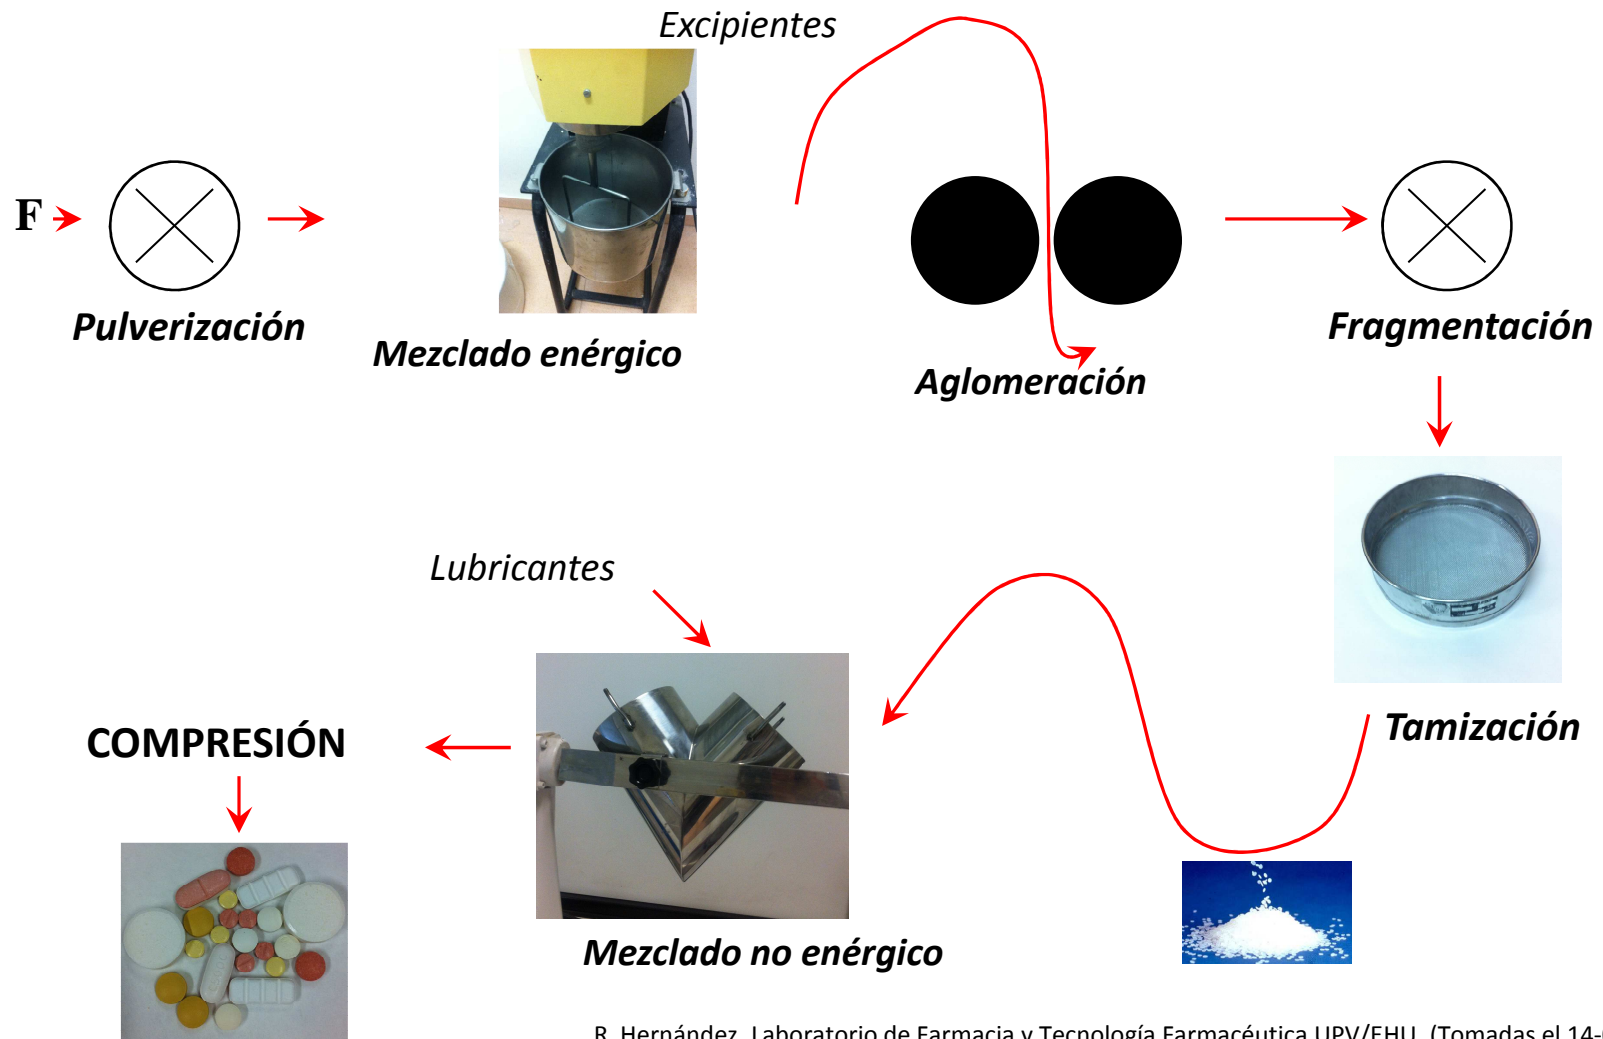 Excipientes
F
Pulverización
Mezclado enérgico
Aglomeración
Fragmentación
Tamización
Lubricantes
Mezclado no enérgico
COMPRESIÓN
R. Hernández. Laboratorio de Farmacia y Tecnología Farmacéutica UPV/EHU. (Tomadas el 14-